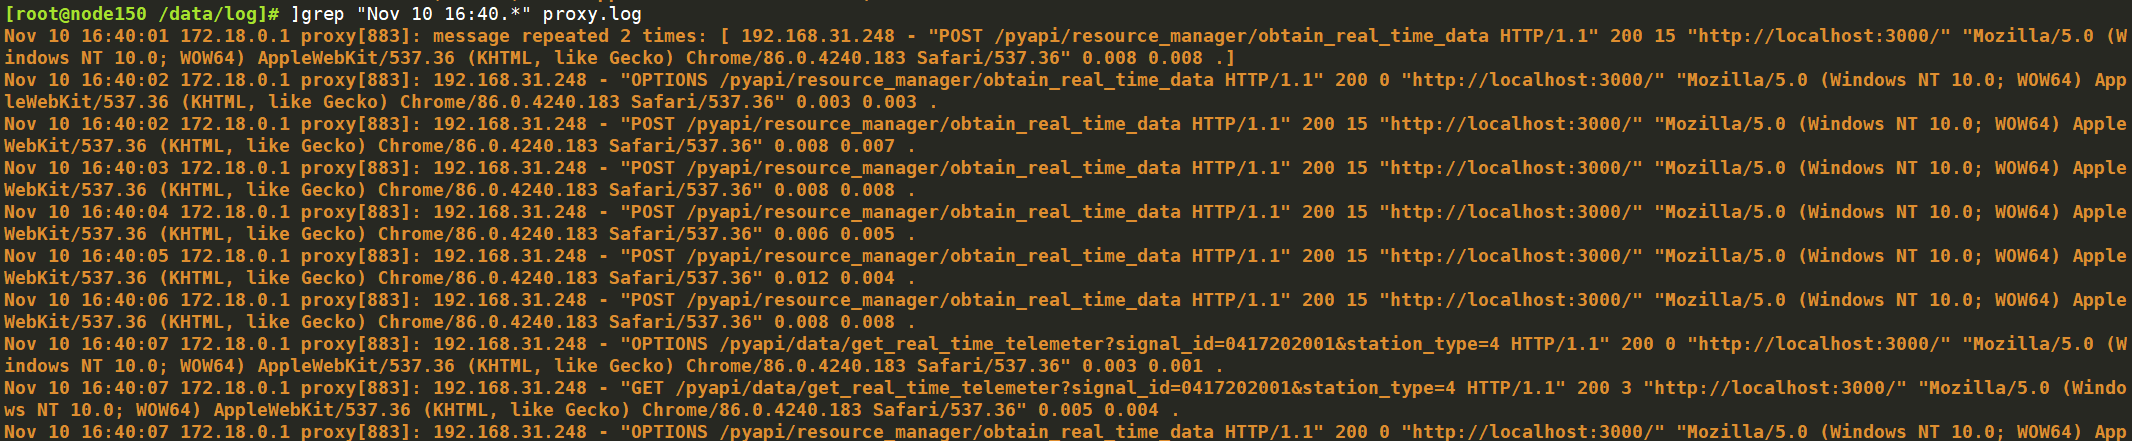 [root@node150 /data/log]# ]grep "Nov 10 16:40.*" proxy.log
Nov 10 16:40:01 172.18.0.1 proxy[883]: message repeated 2 times: [ 192.168.31.248 - "POST /pyapi/resource_manager/obtain_real_time_data HTTP/1.1" 200 15 "http://localhost:3000/" "Mozilla/5.0 (W
indows NT 10.0; WOW64) AppleWebKit/537.36 (KHTML, like Gecko) Chrome/86.0.4240.183 Safari/537.36" 0.008 0.008 .]
Nov 10 16:40:02 172.18.0.1 proxy[883]: 192.168.31.248 - "OPTIONS /pyapi/resource_manager/obtain_real_time_data HTTP/1.1" 200 0 "http://localhost:3000/" "Mozilla/5.0 (Windows NT 10.0; WOW64) App
leWebKit/537.36 (KHTML, like Gecko) Chrome/86.0.4240.183 Safari/537.36" 0.003 0.003 .
Nov 10 16:40:02 172.18.0.1 proxy[883]: 192.168.31.248 - "POST /pyapi/resource_manager/obtain_real_time_data HTTP/1.1" 200 15 "http://localhost:3000/" "Mozilla/5.0 (Windows NT 10.0; WOW64) Apple
WebKit/537.36 (KHTML, like Gecko) Chrome/86.0.4240.183 Safari/537.36" 0.008 0.007 .
Nov 10 16:40:03 172.18.0.1 proxy[883]: 192.168.31.248 - "POST /pyapi/resource_manager/obtain_real_time_data HTTP/1.1" 200 15 "http://localhost:3000/" "Mozilla/5.0 (Windows NT 10.0; WOW64) Apple
WebKit/537.36 (KHTML, like Gecko) Chrome/86.0.4240.183 Safari/537.36" 0.008 0.008 .
Nov 10 16:40:04 172.18.0.1 proxy[883]: 192.168.31.248 - "POST /pyapi/resource_manager/obtain_real_time_data HTTP/1.1" 200 15 "http://localhost:3000/" "Mozilla/5.0 (Windows NT 10.0; WOW64) Apple
WebKit/537.36 (KHTML, like Gecko) Chrome/86.0.4240.183 Safari/537.36" 0.006 0.005 .
Nov 10 16:40:05 172.18.0.1 proxy[883]: 192.168.31.248 - "POST /pyapi/resource_manager/obtain_real_time_data HTTP/1.1" 200 15 "http://localhost:3000/" "Mozilla/5.0 (Windows NT 10.0; WOW64) Apple
WebKit/537.36 (KHTML, like Gecko) Chrome/86.0.4240.183 Safari/537.36" 0.012 0.004 .
Nov 10 16:40:06 172.18.0.1 proxy[883]: 192.168.31.248 - "POST /pyapi/resource_manager/obtain_real_time_data HTTP/1.1" 200 15 "http://localhost:3000/" "Mozilla/5.0 (Windows NT 10.0; WOW64) Apple
WebKit/537.36 (KHTML, like Gecko) Chrome/86.0.4240.183 Safari/537.36" 0.008 0.008 .
Nov 10 16:40:07 172.18.0.1 proxy[883]: 192.168.31.248 - "OPTIONS /pyapi/data/get_real_time_telemeter?signal_id=0417202001&station_type=4 HTTP/1.1" 200 0 "http://localhost:3000/" "Mozilla/5.0 (W
indows NT 10.0; WOW64) AppleWebKit/537.36 (KHTML, like Gecko) Chrome/86.0.4240.183 Safari/537.36" 0.003 0.001 .
Nov 10 16:40:07 172.18.0.1 proxy[883]: 192.168.31.248 - "GET /pyapi/data/get_real_time_telemeter?signal_id=0417202001&station_type=4 HTTP/1.1" 200 3 "http://localhost:3000/" "Mozilla/5.0 (Windo
ws NT 10.0; WOW64) AppleWebKit/537.36 (KHTML, like Gecko) Chrome/86.0.4240.183 Safari/537.36" 0.005 0.004 .
Nov 10 16:40:07 172.18.0.1 proxy[883]: 192.168.31.248 - "OPTIONS /pyapi/resource_manager/obtain_real_time_data HTTP/1.1" 200 0 "http://localhost:3000/" "Mozilla/5.0 (Windows NT 10.0; WOW64) App